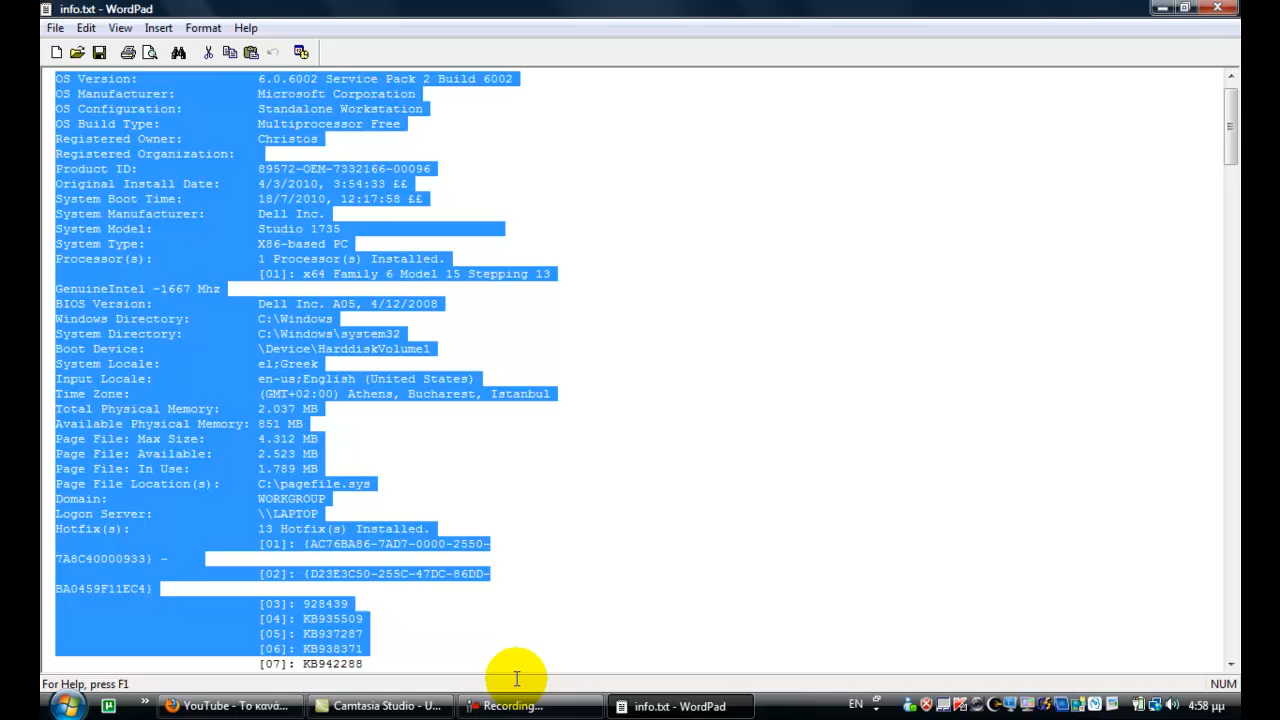 info.txt - WordPad
File Edit View Insert Format Help
OS Version: 6.0.6002 Service Pack 2 Build 6002
OS Manufacturer: Microsoft Corporation
OS Configuration: Standalone Workstation
OS Build Type: Multiprocessor Free
Registered Owner: Christos
Registered Organization:
Product ID: 89572-OEM-7332166-00096
Original Install Date: 4/3/2010, 3:54:33 ££
System Boot Time: 18/7/2010, 12:17:58 ££
System Manufacturer: Dell Inc.
System Model: Studio 1735
System Type: X86-based PC
Processor(s): 1 Processor(s) Installed.
[01]: x64 Family 6 Model 15 Stepping 13
GenuineIntel ~1667 Mhz
BIOS Version: Dell Inc. A05, 4/12/2008
Windows Directory: C:\Windows
System Directory: C:\Windows\system32
Boot Device: \Device\HarddiskVolume1
System Locale: el;Greek
Input Locale: en-us;English (United States)
Time Zone: (GMT+02:00) Athens, Bucharest, Istanbul
Total Physical Memory: 2.037 MB
Available Physical Memory: 851 MB
Page File: Max Size: 4.312 MB
Page File: Available: 2.523 MB
Page File: In Use: 1.789 MB
Page File Location(s): C:\pagefile.sys
Domain: WORKGROUP
Logon Server: \\LAPTOP
Hotfix(s): 13 Hotfix(s) Installed.
[01]: {AC76BA86-7AD7-0000-2550-
7A8C40000933} -
[02]: {D23E3C50-255C-47DC-86DD-
BA0459F11EC4}
[03]: 928439
[04]: KB935509
[05]: KB937287
[06]: KB938371
[07]: KB942288
For Help, press F1 NUM
YouTube - Το κανά... Camtasia Studio - U... Recording... info.txt - WordPad EN 4:58 μμ